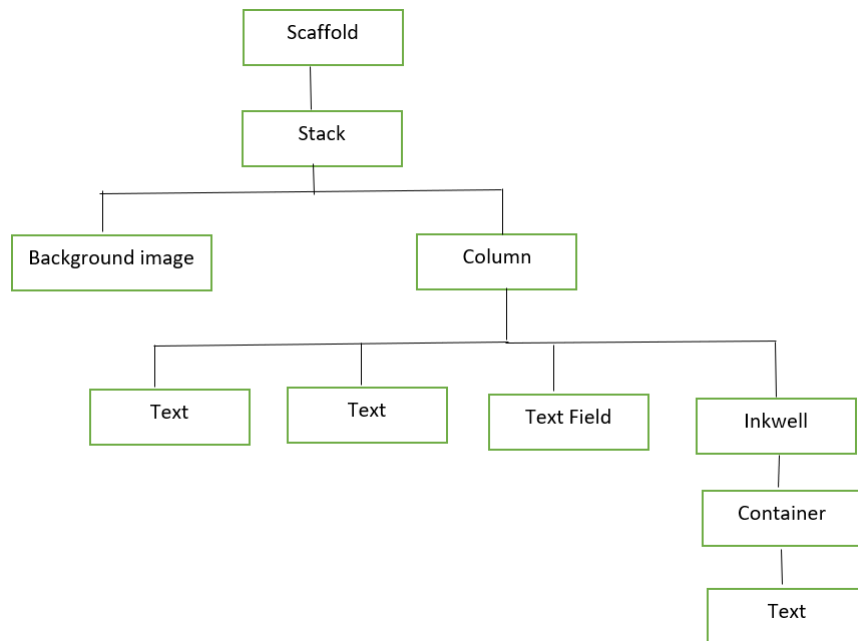 Scaffold
Stack
Background image
Column
Text
Text
Text Field
Inkwell
Container
Text